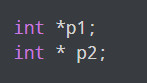 int *p1;
int * p2;